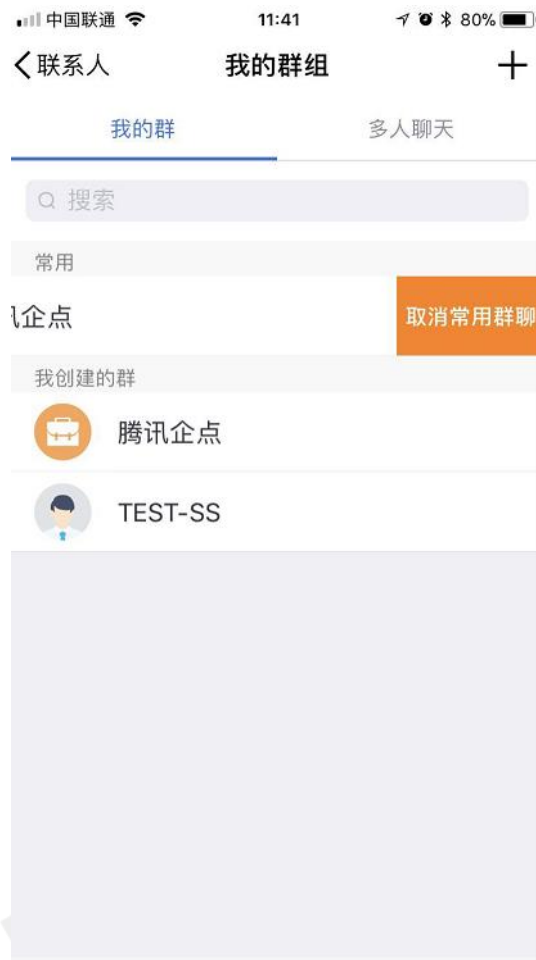 中国联通 11:41 80%
联系人 我的群组
我的群 多人聊天
搜索
常用
企点 取消常用群聊
我创建的群
腾讯企点
TEST-SS